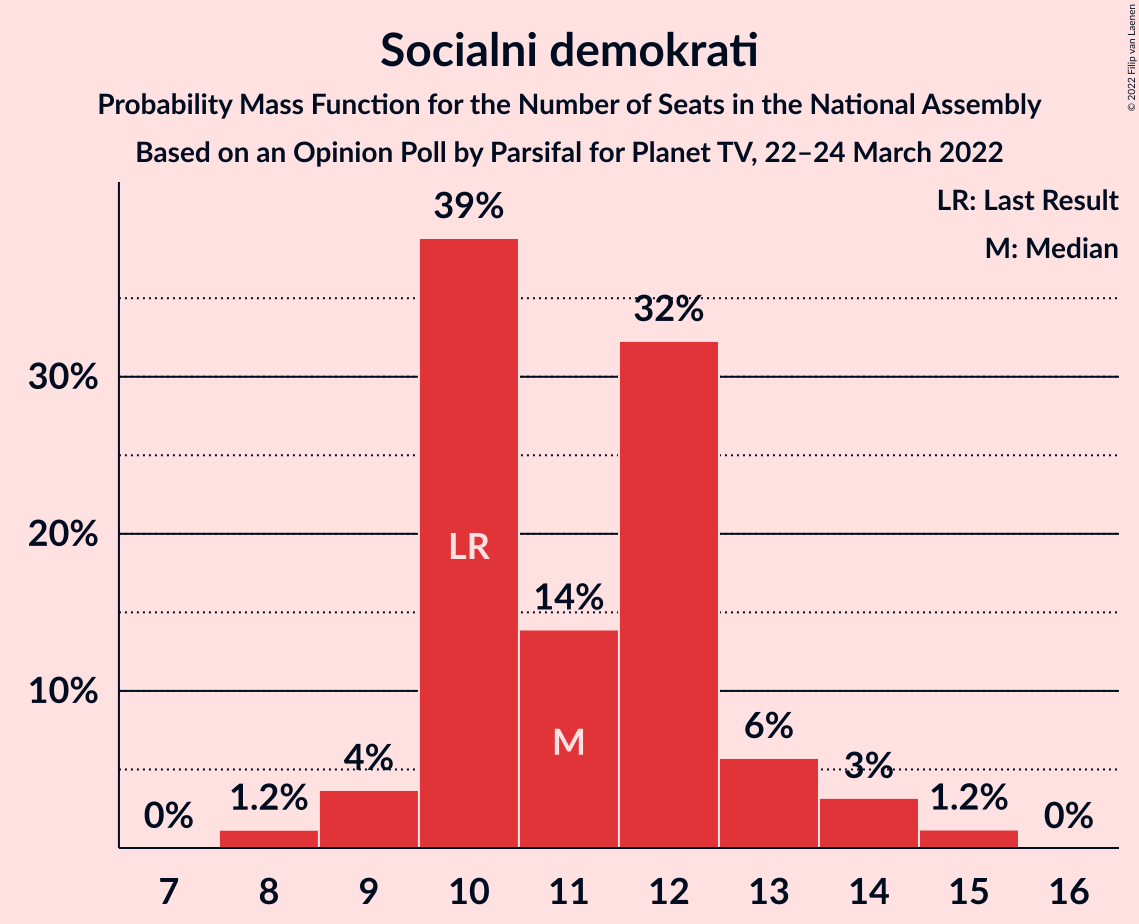 Socialni demokrati
Probability Mass Function for the Number of Seats in the National Assembly
Based on an Opinion Poll by Parsifal for Planet TV, 22–24 March 2022
© 2022 Filip van Laenen
LR: Last Result
M: Median
39%
32%
30%
20%
LR
14%
10%
M
6%
4%
3%
1.2%
1.2%
0%
0%
7 8 9 10 11 12 13 14 15 16